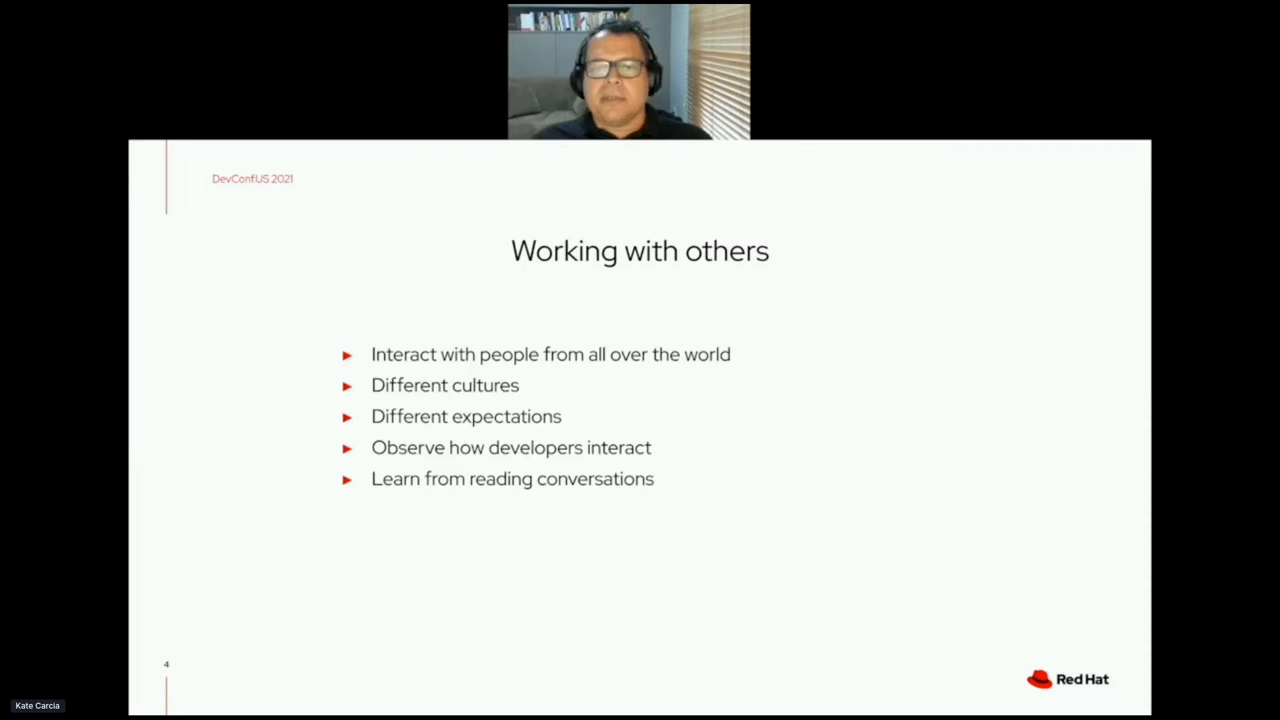 DevConfUS 2021
Working with others
Interact with people from all over the world
Different cultures
Different expectations
Observe how developers interact
Learn from reading conversations
4
Red Hat
Kate Carcia